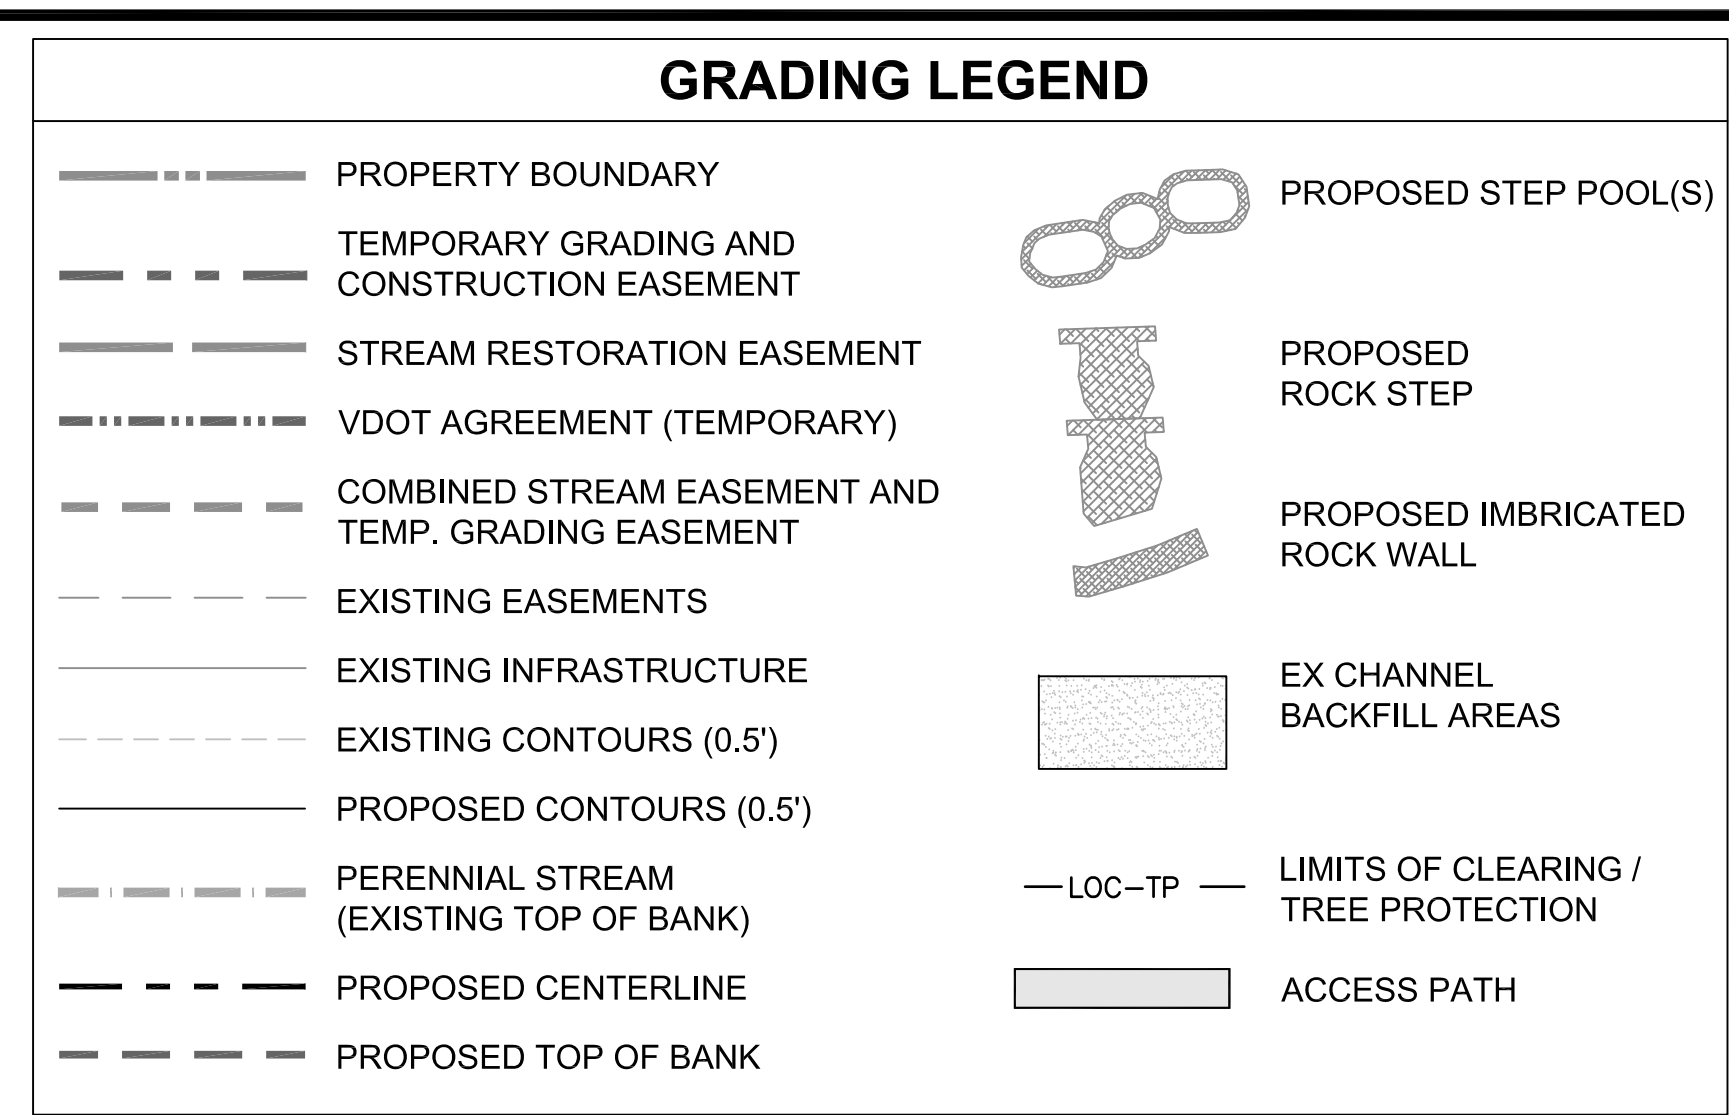 GRADING LEGEND
PROPERTY BOUNDARY
TEMPORARY GRADING AND
CONSTRUCTION EASEMENT
STREAM RESTORATION EASEMENT
VDOT AGREEMENT (TEMPORARY)
COMBINED STREAM EASEMENT AND
TEMP. GRADING EASEMENT
EXISTING EASEMENTS
EXISTING INFRASTRUCTURE
EXISTING CONTOURS (0.5')
PROPOSED CONTOURS (0.5')
PERENNIAL STREAM
(EXISTING TOP OF BANK)
PROPOSED CENTERLINE
PROPOSED TOP OF BANK
PROPOSED STEP POOL(S)
PROPOSED
ROCK STEP
PROPOSED IMBRICATED
ROCK WALL
EX CHANNEL
BACKFILL AREAS
LOC-TP
LIMITS OF CLEARING /
TREE PROTECTION
ACCESS PATH